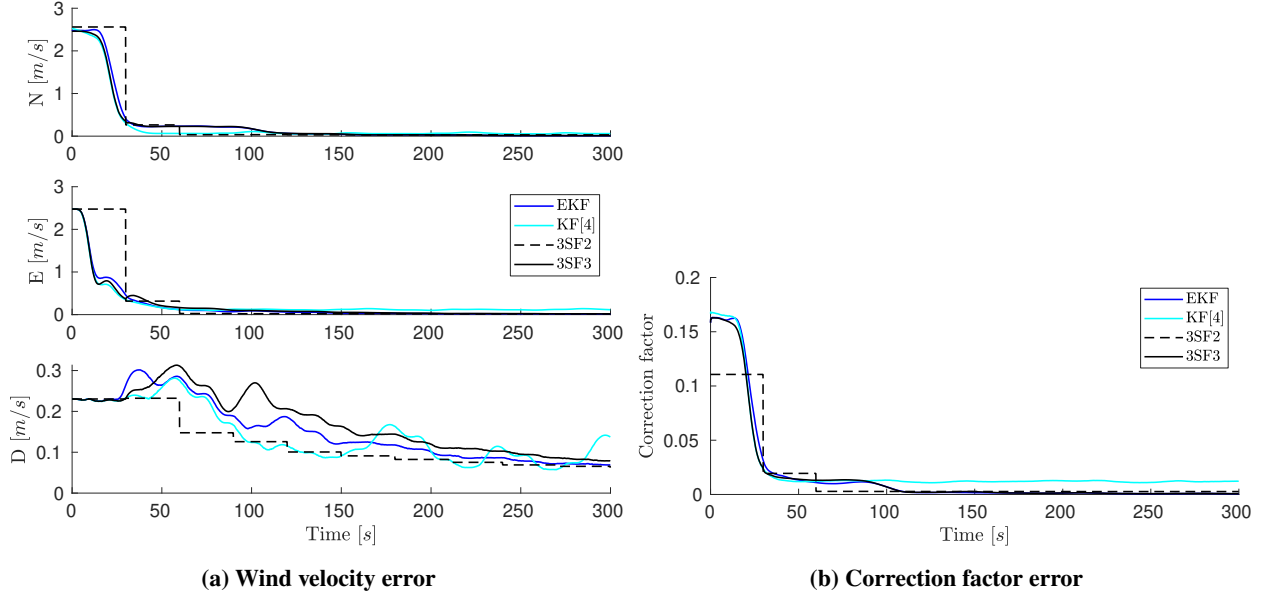 3
2
1
0
N [m/s]
0 50 100 150 200 250 300
3
2
1
0
E [m/s]
EKF
KF[4]
3SF2
3SF3
0 50 100 150 200 250 300
0.3
0.2
0.1
0
D [m/s]
0 50 100 150 200 250 300
Time [s]
(a) Wind velocity error
0.2
0.15
0.1
0.05
0
Correction factor
EKF
KF[4]
3SF2
3SF3
0 50 100 150 200 250 300
Time [s]
(b) Correction factor error